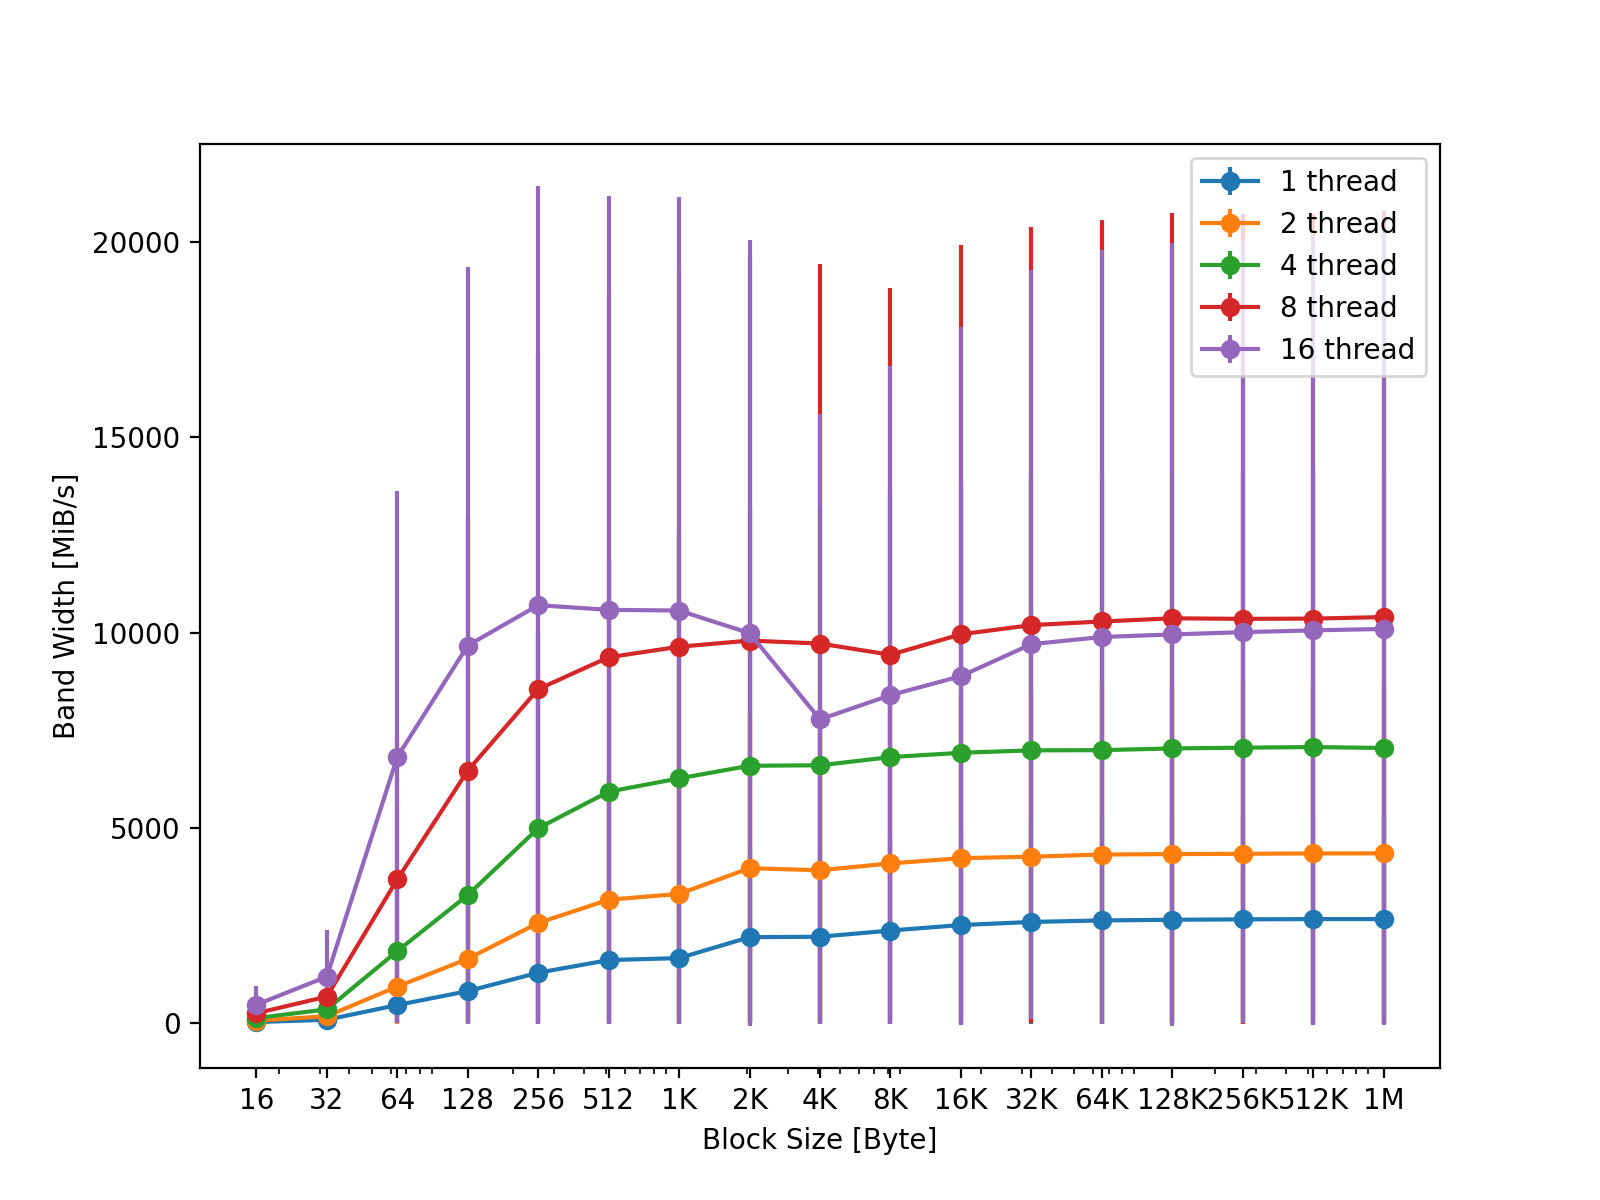 1 thread
2 thread
4 thread
8 thread
16 thread
20000
15000
10000
5000
0
Band Width [MiB/s]
16 32 64 128 256 512 1K 2K 4K 8K 16K 32K 64K 128K 256K 512K 1M
Block Size [Byte]